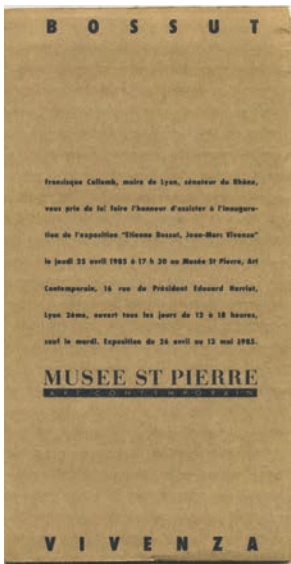 BOSSUT
Francisque Collomb, maire de Lyon, sénateur du Rhône,
vous prie de lui faire l'honneur d'assister à l'inaugura-
tion de l'exposition "Etienne Bossut, Jean-Marc Vivenza"
le jeudi 25 avril 1985 à 17 h 30 au Musée St Pierre, Art
Contemporain, 16 rue du Président Edouard Herriot,
Lyon 2ème, ouvert tous les jours de 12 à 18 heures,
sauf le mardi. Exposition du 26 avril au 13 mai 1985.
MUSEE ST PIERRE
ART CONTEMPORAIN
VIVENZA